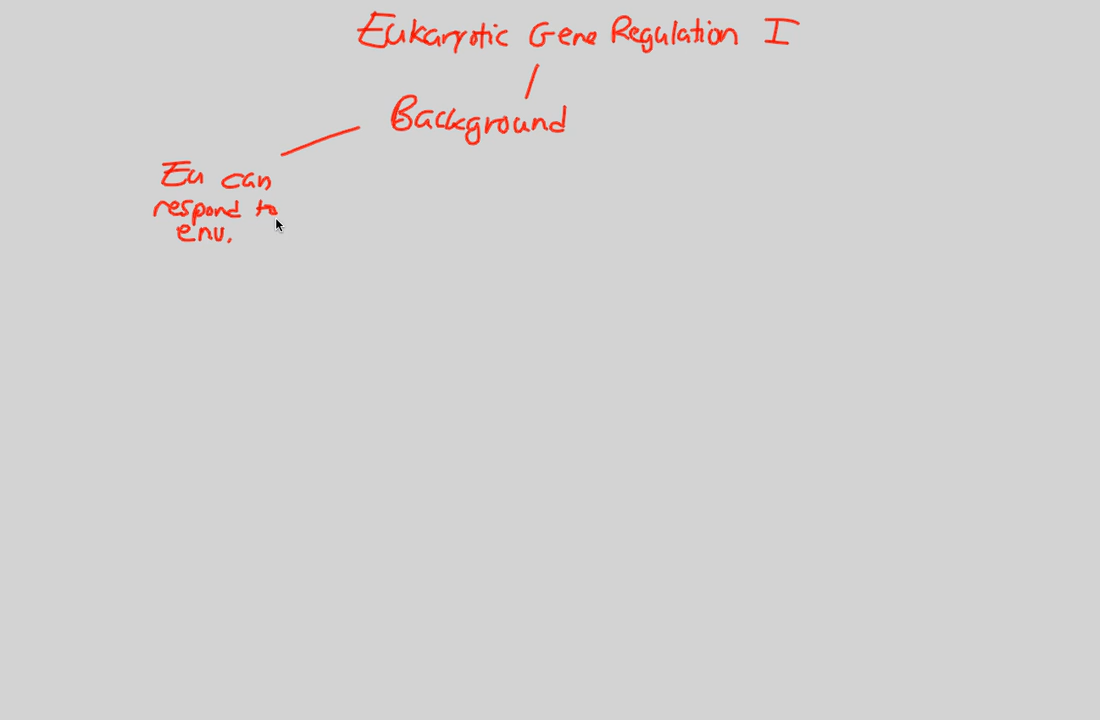 Eukaryotic Gene Regulation I
Background
Eu can
respond to
env.